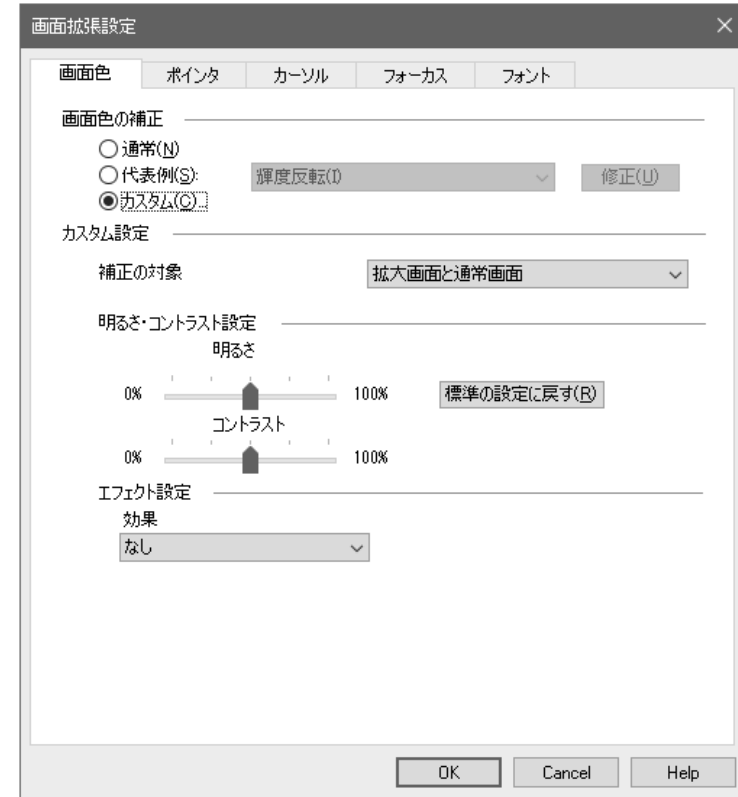 画面拡張設定
画面色 ポインタ カーソル フォーカス フォント
画面色の補正
通常(N)
代表例(S): 輝度反転(I) 修正(U)
カスタム(C)...
カスタム設定
補正の対象 拡大画面と通常画面
明るさ・コントラスト設定
明るさ
0% 100% 標準の設定に戻す(R)
コントラスト
0% 100%
エフェクト設定
効果
なし
OK Cancel Help